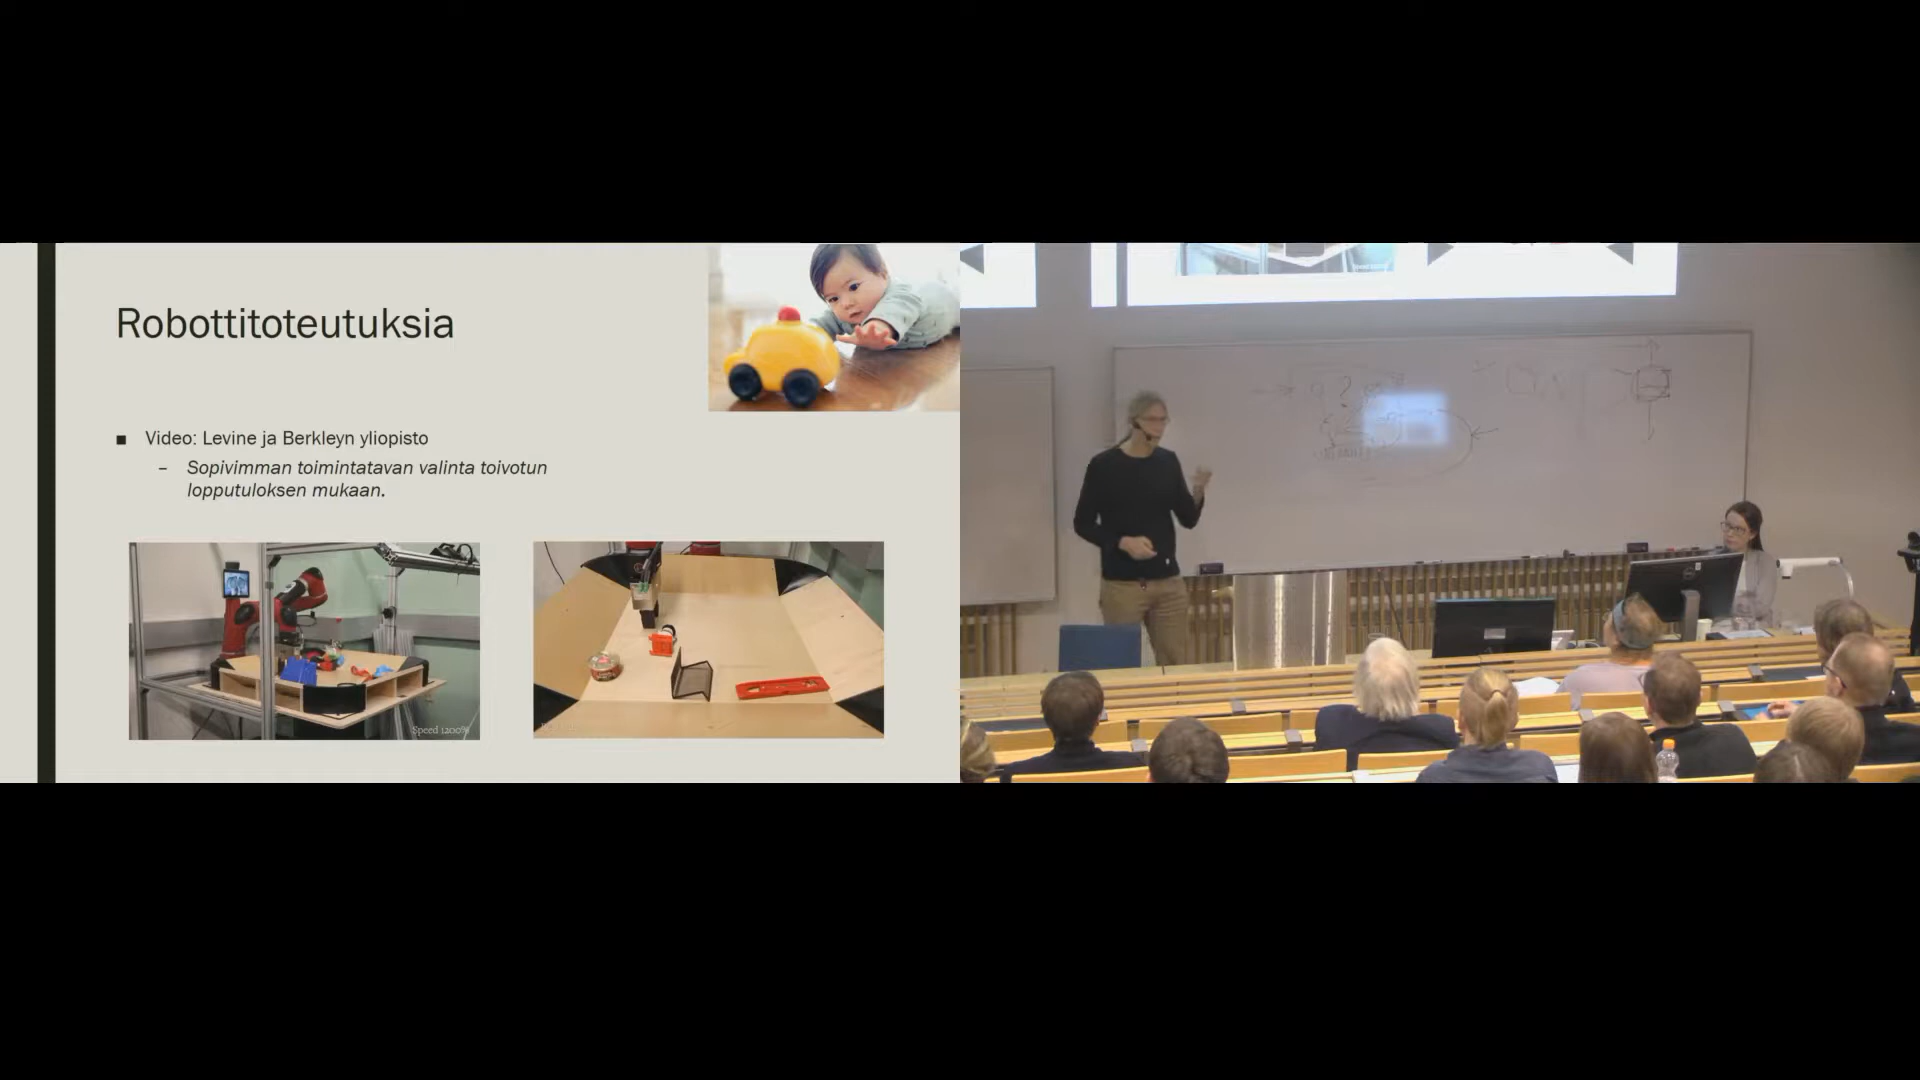 Robottitoteutuksia
■ Video: Levine ja Berkleyn yliopisto
– Sopivimman toimintatavan valinta toivotun
lopputuloksen mukaan.
Speed 1200%